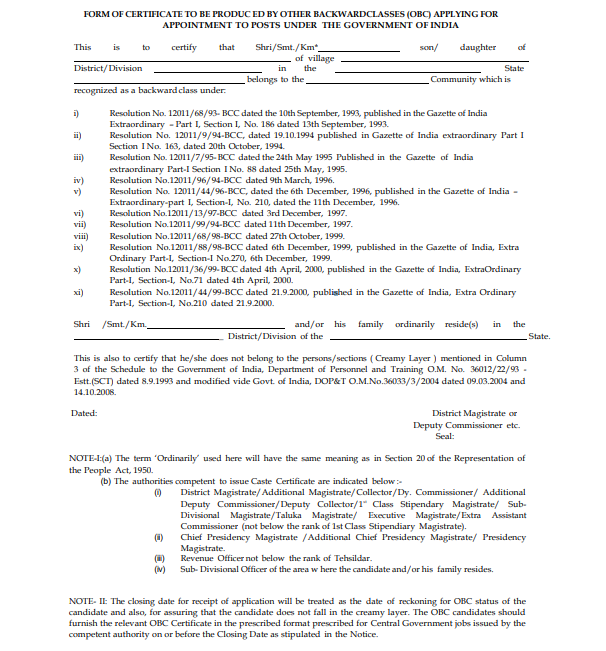 FORM OF CERTIFICATE TO BE PRODUC ED BY OTHER BACKWARDCLASSES (OBC) APPLYING FOR
APPOINTMENT TO POSTS UNDER THE GOVERNMENT OF INDIA
This is to certify that Shri/Smt./Km*____________ son/ daughter of
____________ of village ____________
District/Division ____________ in the ____________ State
____________ belongs to the ____________ Community which is
recognized as a backward class under:
i) Resolution No. 12011/68/93- BCC dated the 10th September, 1993, published in the Gazette of India
Extraordinary – Part I, Section I, No. 186 dated 13th September, 1993.
ii) Resolution No. 12011/9/94-BCC, dated 19.10.1994 published in Gazette of India extraordinary Part I
Section I No. 163, dated 20th October, 1994.
iii) Resolution No. 12011/7/95-BCC dated the 24th May 1995 Published in the Gazette of India
extraordinary Part-I Section I No. 88 dated 25th May, 1995.
iv) Resolution No.12011/96/94-BCC dated 9th March, 1996.
v) Resolution No. 12011/44/96-BCC, dated the 6th December, 1996, published in the Gazette of India –
Extraordinary-part I, Section-I, No. 210, dated the 11th December, 1996.
vi) Resolution No.12011/13/97-BCC dated 3rd December, 1997.
vii) Resolution No.12011/99/94-BCC dated 11th December, 1997.
viii) Resolution No.12011/68/98-BCC dated 27th October, 1999.
ix) Resolution No.12011/88/98-BCC dated 6th December, 1999, published in the Gazette of India, Extra
Ordinary Part-I, Section-I No.270, 6th December, 1999.
x) Resolution No.12011/36/99-BCC dated 4th April, 2000, published in the Gazette of India, ExtraOrdinary
Part-I, Section-I, No.71 dated 4th April, 2000.
xi) Resolution No.12011/44/99-BCC dated 21.9.2000, published in the Gazette of India, Extra Ordinary
Part-I, Section-I, No.210 dated 21.9.2000.
Shri /Smt./Km.____________ and/or his family ordinarily reside(s) in the
____________ District/Division of the ____________ State.
This is also to certify that he/she does not belong to the persons/sections ( Creamy Layer ) mentioned in Column
3 of the Schedule to the Government of India, Department of Personnel and Training O.M. No. 36012/22/93 -
Estt.(SCT) dated 8.9.1993 and modified vide Govt. of India, DOP&T O.M.No.36033/3/2004 dated 09.03.2004 and
14.10.2008.
Dated: District Magistrate or
Deputy Commissioner etc.
Seal:
NOTE-I:(a) The term ‘Ordinarily’ used here will have the same meaning as in Section 20 of the Representation of
the People Act, 1950.
(b) The authorities competent to issue Caste Certificate are indicated below :-
(i) District Magistrate/Additional Magistrate/Collector/Dy. Commissioner/ Additional
Deputy Commissioner/Deputy Collector/1st Class Stipendary Magistrate/ Sub-
Divisional Magistrate/Taluka Magistrate/ Executive Magistrate/Extra Assistant
Commissioner (not below the rank of 1st Class Stipendiary Magistrate).
(ii) Chief Presidency Magistrate /Additional Chief Presidency Magistrate/ Presidency
Magistrate.
(iii) Revenue Officer not below the rank of Tehsildar.
(iv) Sub- Divisional Officer of the area w here the candidate and/or his family resides.
NOTE- II: The closing date for receipt of application will be treated as the date of reckoning for OBC status of the
candidate and also, for assuring that the candidate does not fall in the creamy layer. The OBC candidates should
furnish the relevant OBC Certificate in the prescribed format prescribed for Central Government jobs issued by the
competent authority on or before the Closing Date as stipulated in the Notice.